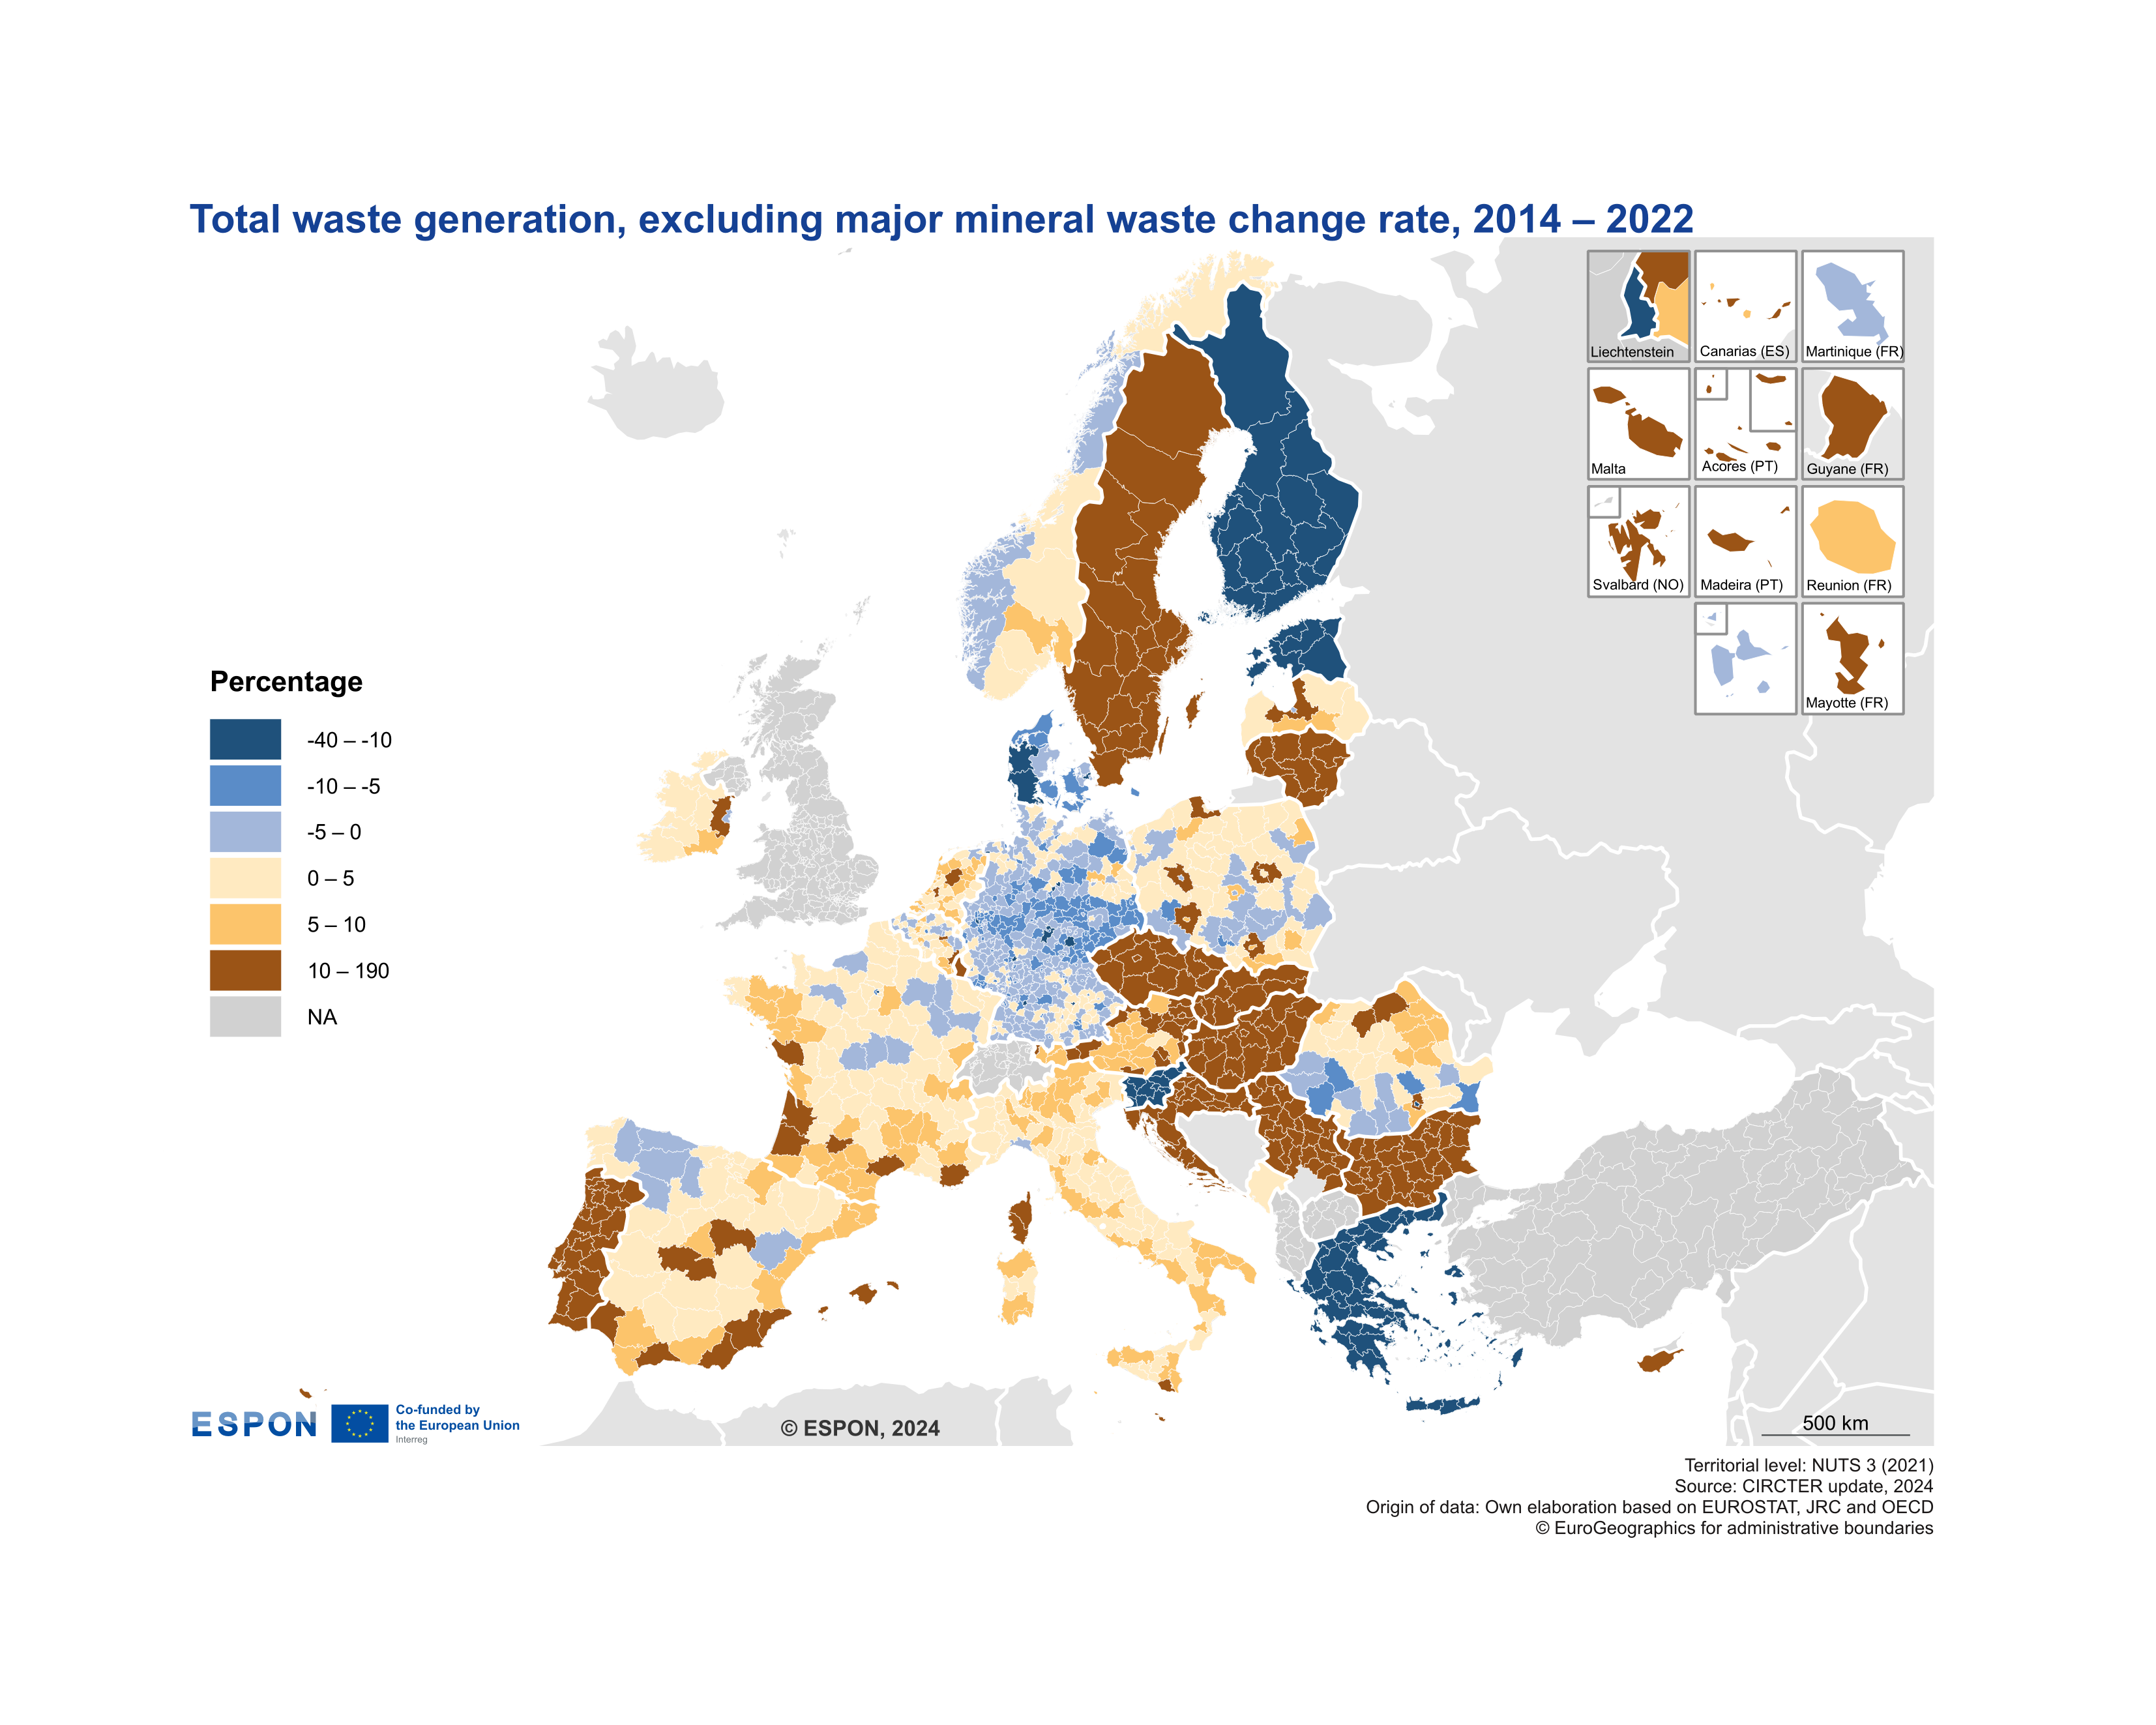 Total waste generation, excluding major mineral waste change rate, 2014 – 2022
Liechtenstein
Canarias (ES)
Martinique (FR)
Malta
Acores (PT)
Guyane (FR)
Svalbard (NO)
Madeira (PT)
Reunion (FR)
Mayotte (FR)
Percentage
-40 – -10
-10 – -5
-5 – 0
0 – 5
5 – 10
10 – 190
NA
ESPON
Co-funded by
the European Union
Interreg
© ESPON, 2024
500 km
Territorial level: NUTS 3 (2021)
Source: CIRCTER update, 2024
Origin of data: Own elaboration based on EUROSTAT, JRC and OECD
© EuroGeographics for administrative boundaries